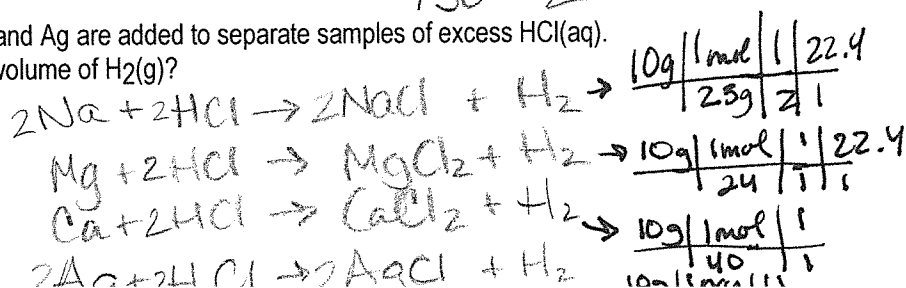 and Ag are added to separate samples of excess HCl(aq).
volume of H2(g)?
2Na + 2HCl → 2NaCl + H2 → 10g | 1mol | 1 | 22.4
23g | 2 | 1
Mg + 2HCl → MgCl2 + H2 → 10g | 1mol | 1 | 22.4
24 | 1 | 1
Ca + 2HCl → CaCl2 + H2 → 10g | 1mol | 1
40 | 1
2Ag + 2HCl → 2AgCl + H2